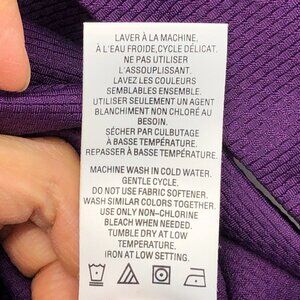 LAVER À LA MACHINE,
À L'EAU FROIDE,CYCLE DÉLICAT.
NE PAS UTILISER
L'ASSOUPLISSANT.
LAVEZ LES COULEURS
SEMBLABLES ENSEMBLE.
UTILISER SEULEMENT UN AGENT
BLANCHIMENT NON CHLORÉ AU
BESOIN.
SÉCHER PAR CULBUTAGE
À BASSE TEMPÉRATURE.
REPASSER À BASSE TEMPÉRATURE.
MACHINE WASH IN COLD WATER.
GENTLE CYCLE.
DO NOT USE FABRIC SOFTENER.
WASH SIMILAR COLORS TOGETHER.
USE ONLY NON-CHLORINE
BLEACH WHEN NEEDED.
TUMBLE DRY AT LOW
TEMPERATURE.
IRON AT LOW SETTING.